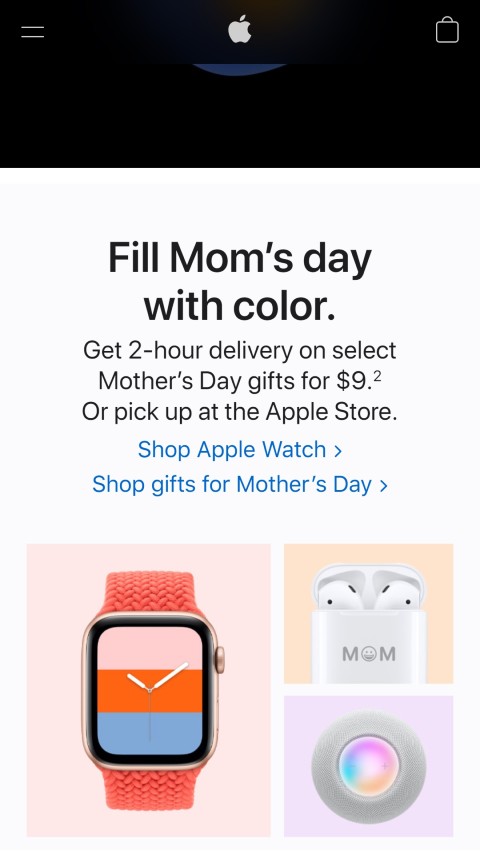 Fill Mom’s day
with color.
Get 2-hour delivery on select
Mother’s Day gifts for $9.²
Or pick up at the Apple Store.
Shop Apple Watch >
Shop gifts for Mother’s Day >
M😀M